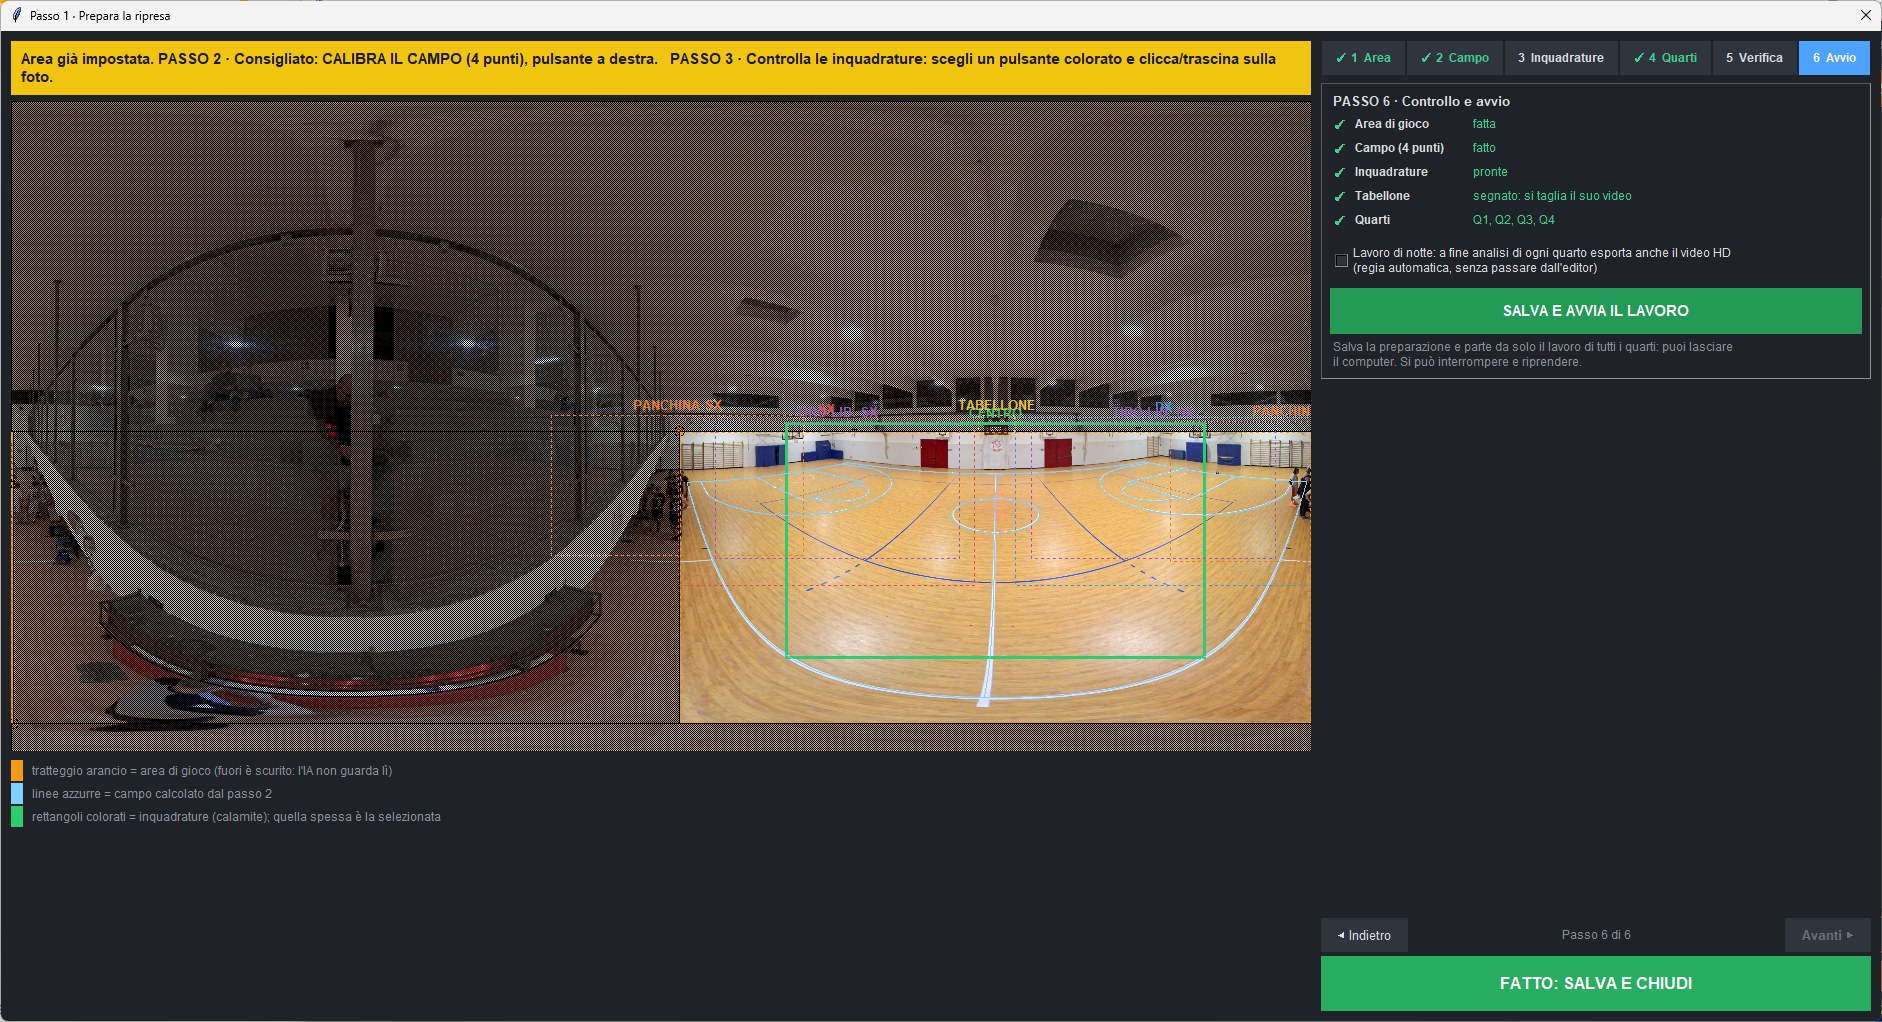 Passo 1 · Prepara la ripresa
Area già impostata. PASSO 2 · Consigliato: CALIBRA IL CAMPO (4 punti), pulsante a destra.   PASSO 3 · Controlla le inquadrature: scegli un pulsante colorato e clicca/trascina sulla
foto.
✓ 1 Area
✓ 2 Campo
3 Inquadrature
✓ 4 Quarti
5 Verifica
6 Avvio
PASSO 6 · Controllo e avvio
✓ Area di gioco fatta
✓ Campo (4 punti) fatto
✓ Inquadrature pronte
✓ Tabellone segnato: si taglia il suo video
✓ Quarti Q1, Q2, Q3, Q4
Lavoro di notte: a fine analisi di ogni quarto esporta anche il video HD
(regia automatica, senza passare dall'editor)
SALVA E AVVIA IL LAVORO
Salva la preparazione e parte da solo il lavoro di tutti i quarti: puoi lasciare
il computer. Si può interrompere e riprendere.
PANCHINA SX
SX
TABELLONE
CENTRO
DX
PANCHIN
tratteggio arancio = area di gioco (fuori è scurito: l'IA non guarda lì)
linee azzurre = campo calcolato dal passo 2
rettangoli colorati = inquadrature (calamite); quella spessa è la selezionata
◂ Indietro
Passo 6 di 6
Avanti ▸
FATTO: SALVA E CHIUDI